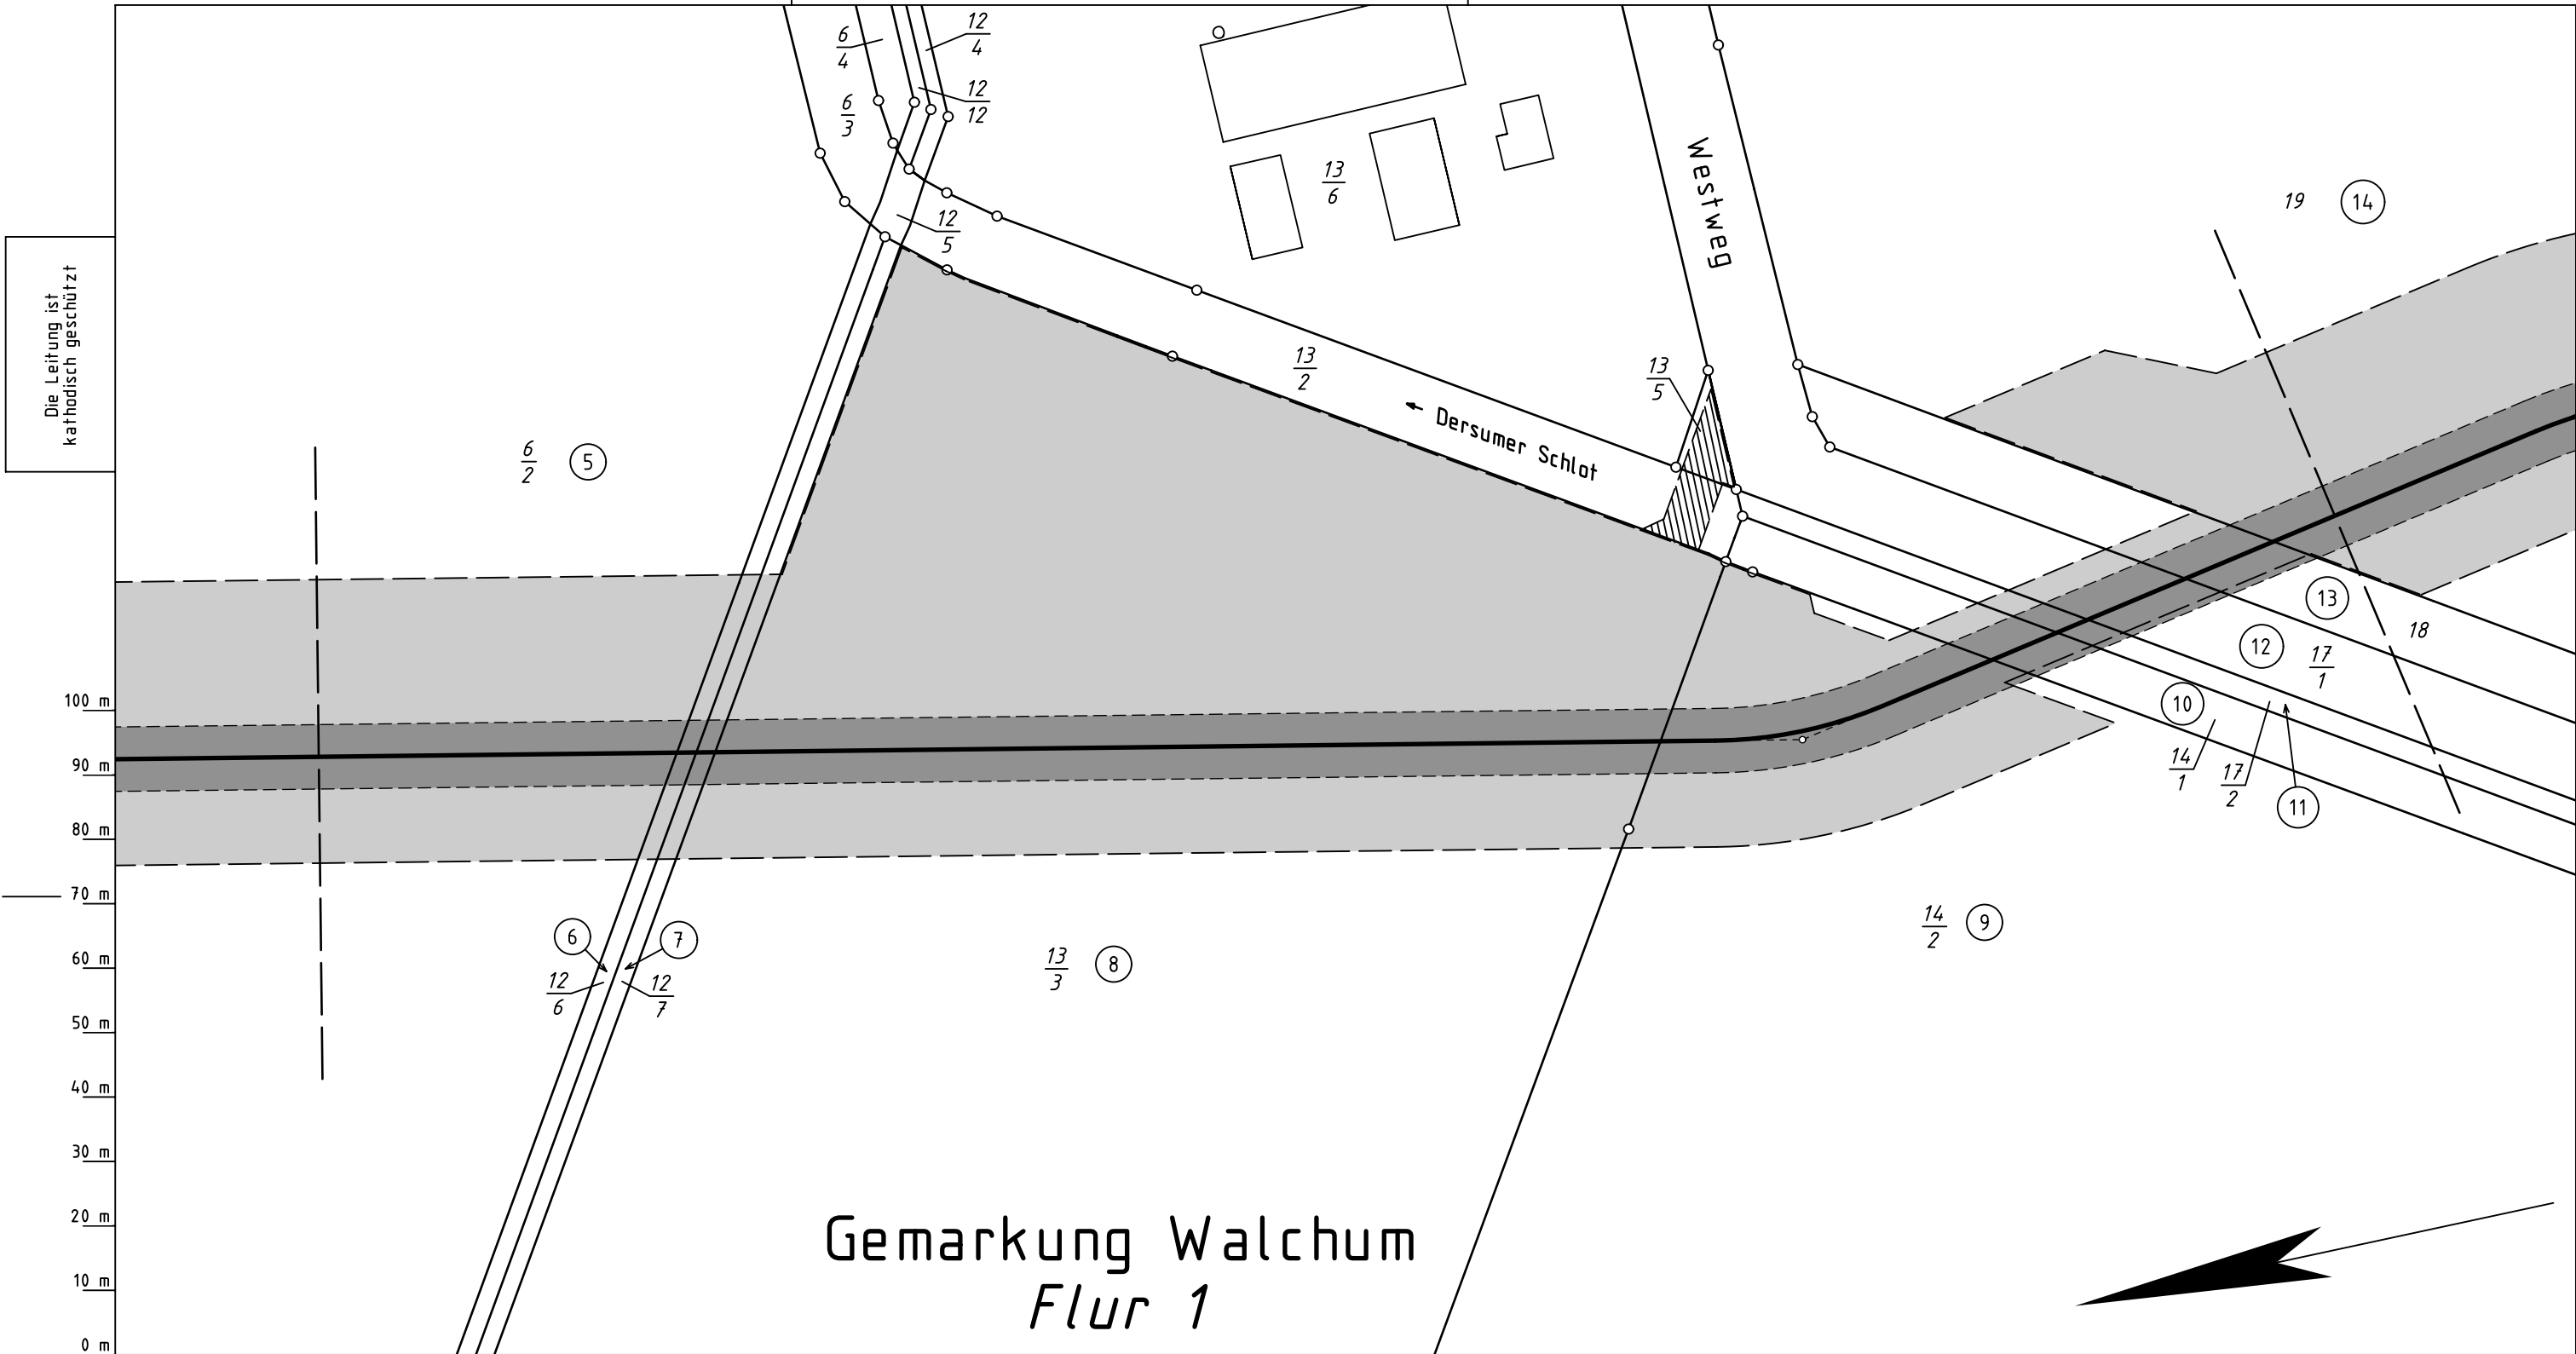 6
4
12
4
6
3
12
12
12
5
13
6
Westweg
19
14
Die Leitung ist
kathodisch geschützt
13
2
13
5
Dersumer Schlot
6
2
5
13
18
12
17
1
10
14
1
17
2
11
100 m
90 m
80 m
70 m
60 m
50 m
40 m
30 m
20 m
10 m
0 m
6
7
12
6
12
7
13
3
8
14
2
9
Gemarkung Walchum
Flur 1